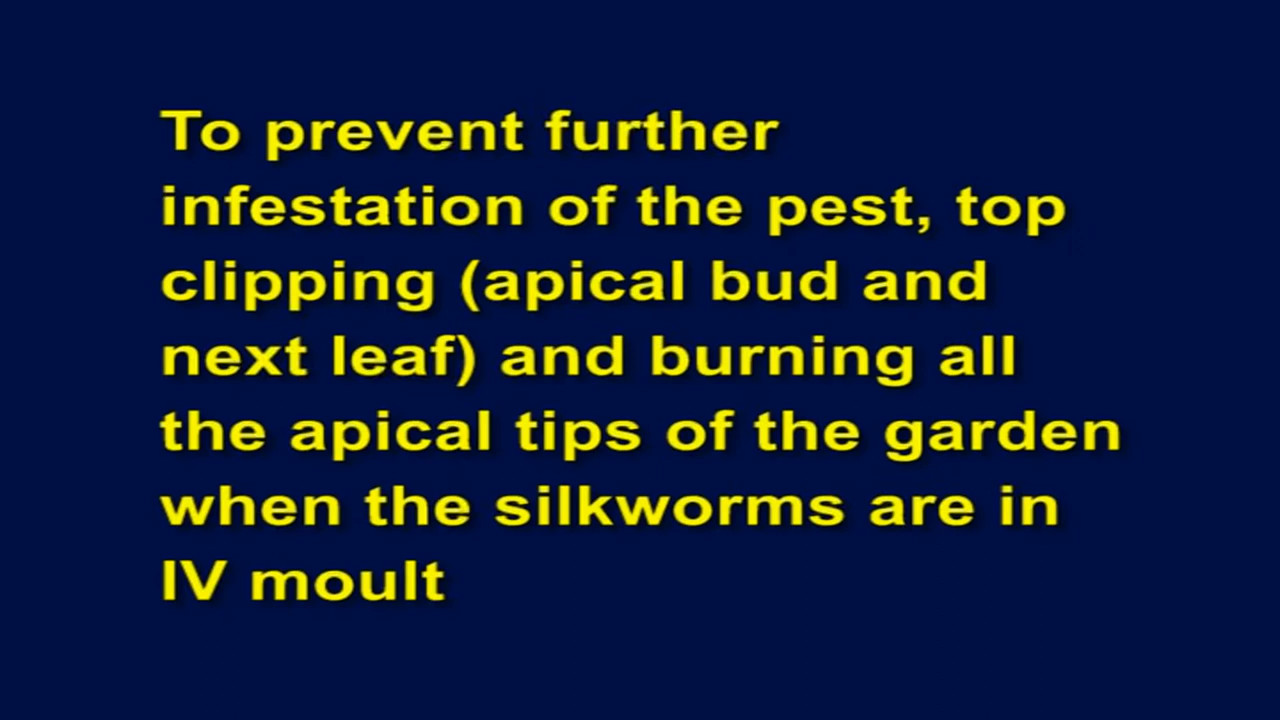 To prevent further
infestation of the pest, top
clipping (apical bud and
next leaf) and burning all
the apical tips of the garden
when the silkworms are in
IV moult